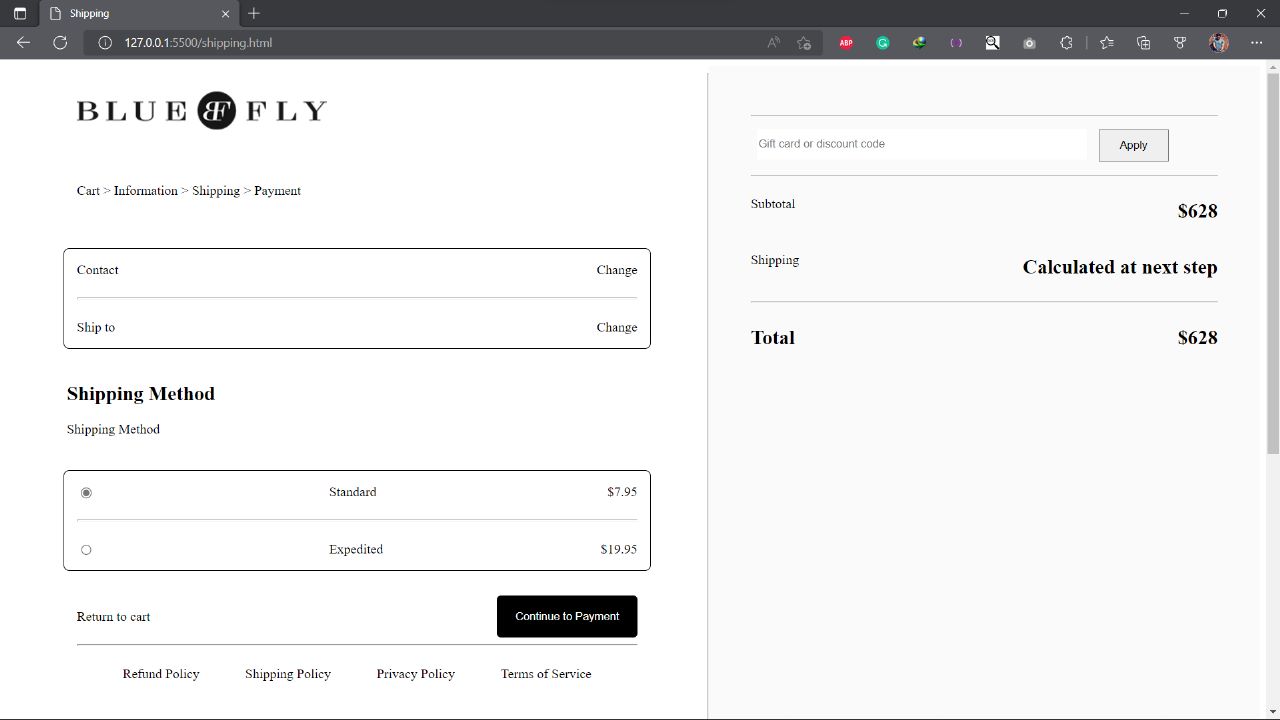 Shipping
127.0.0.1:5500/shipping.html
ABP
BLUE BF FLY
Cart > Information > Shipping > Payment
Contact Change
Ship to Change
Shipping Method
Shipping Method
Standard $7.95
Expedited $19.95
Return to cart Continue to Payment
Refund Policy Shipping Policy Privacy Policy Terms of Service
Gift card or discount code Apply
Subtotal $628
Shipping Calculated at next step
Total $628